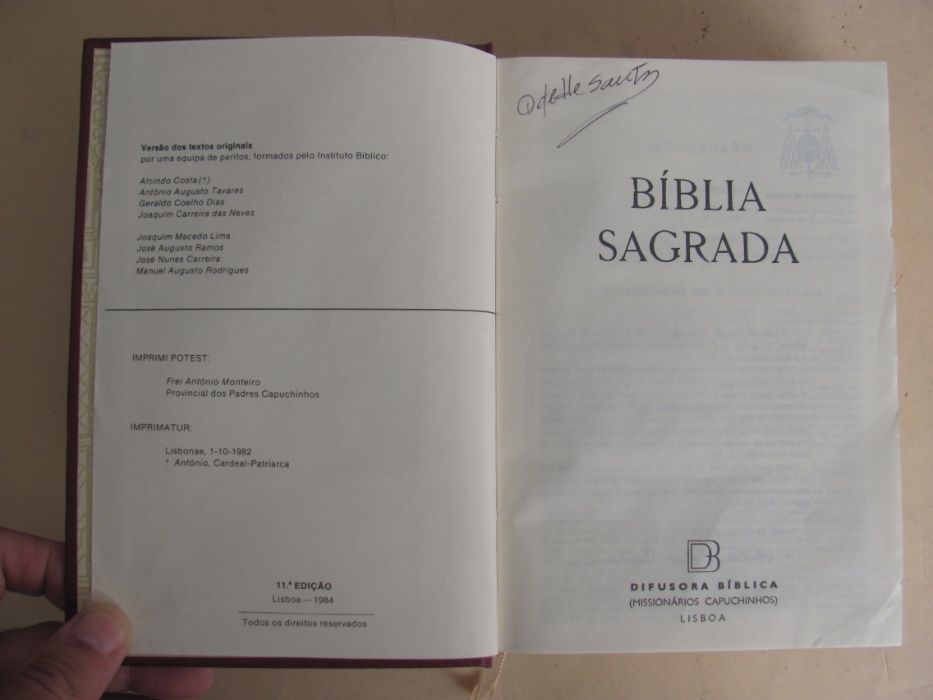 Versão dos textos originais
por uma equipa de peritos, formados pelo Instituto Bíblico:
Alcindo Costa (†)
António Augusto Tavares
Geraldo Coelho Dias
Joaquim Carreira das Neves
Joaquim Macedo Lima
José Augusto Ramos
José Nunes Carreira
Manuel Augusto Rodrigues
IMPRIMI POTEST:
Frei António Monteiro
Provincial dos Padres Capuchinhos
IMPRIMATUR:
Lisbonae, 1-10-1982
† António, Cardeal-Patriarca
11.ª EDIÇÃO
Lisboa — 1984
Todos os direitos reservados
Odette Santos
BÍBLIA
SAGRADA
DB
DIFUSORA BÍBLICA
(MISSIONÁRIOS CAPUCHINHOS)
LISBOA